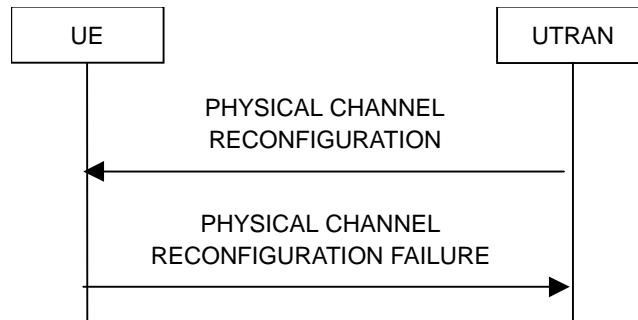 UE
UTRAN
PHYSICAL CHANNEL
RECONFIGURATION
PHYSICAL CHANNEL
RECONFIGURATION FAILURE